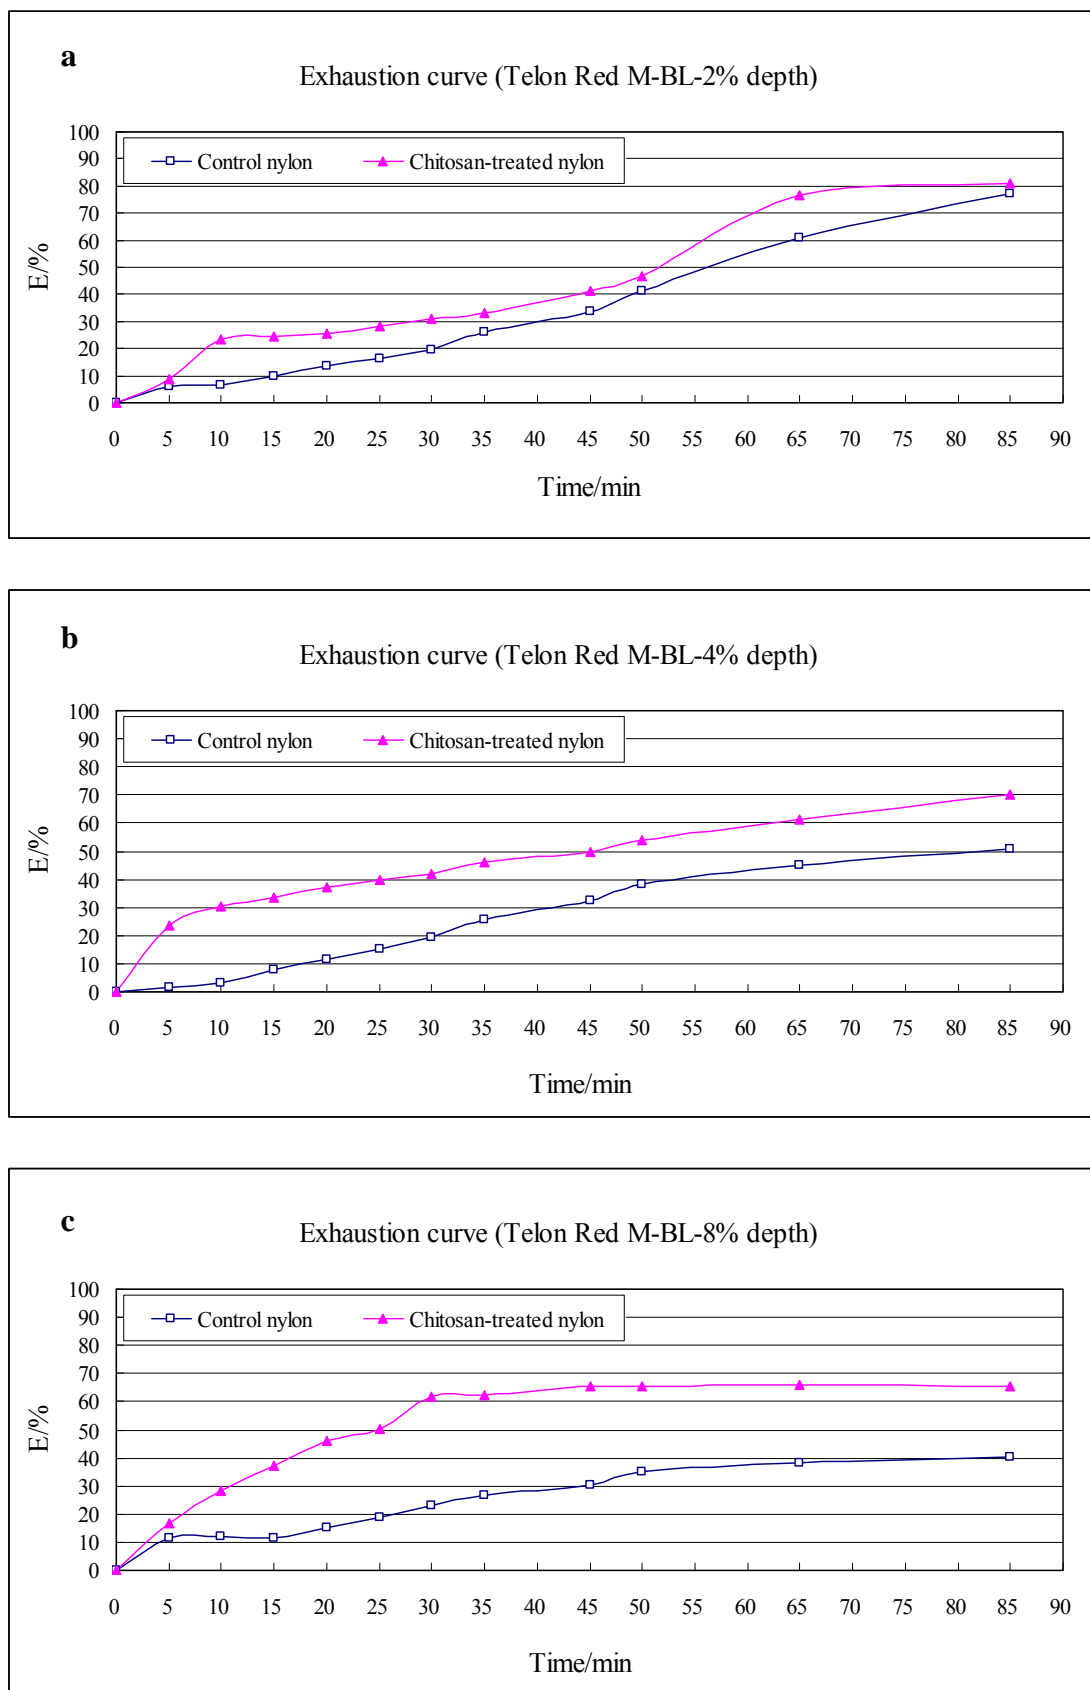 a
Exhaustion curve (Telon Red M-BL-2% depth)
Control nylon
Chitosan-treated nylon
100
90
80
70
60
50
40
30
20
10
0
E/%
0 5 10 15 20 25 30 35 40 45 50 55 60 65 70 75 80 85 90
Time/min
b
Exhaustion curve (Telon Red M-BL-4% depth)
Control nylon
Chitosan-treated nylon
100
90
80
70
60
50
40
30
20
10
0
E/%
0 5 10 15 20 25 30 35 40 45 50 55 60 65 70 75 80 85 90
Time/min
c
Exhaustion curve (Telon Red M-BL-8% depth)
Control nylon
Chitosan-treated nylon
100
90
80
70
60
50
40
30
20
10
0
E/%
0 5 10 15 20 25 30 35 40 45 50 55 60 65 70 75 80 85 90
Time/min